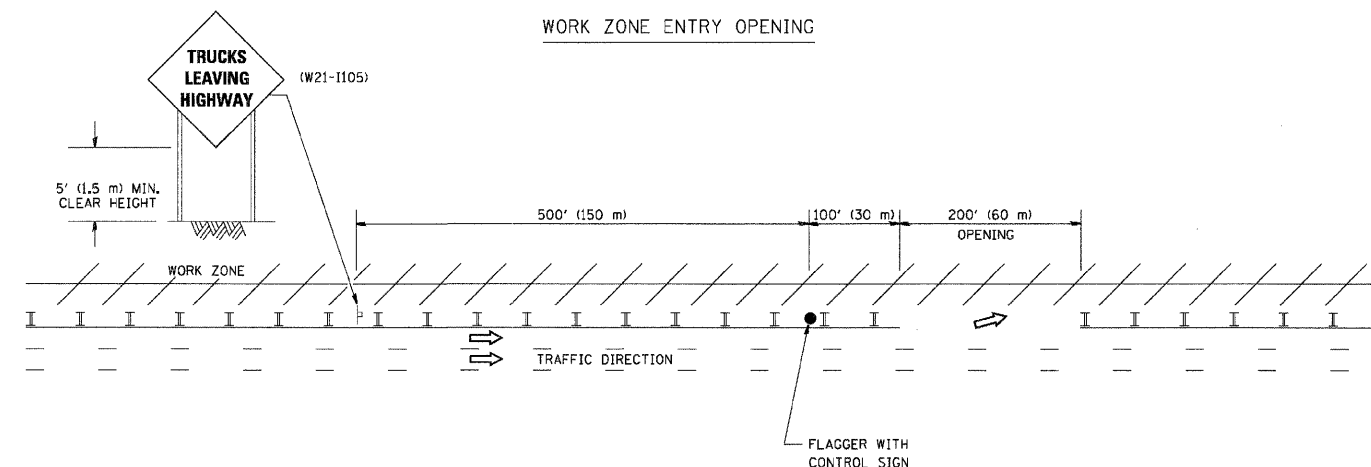 WORK ZONE ENTRY OPENING
TRUCKS
LEAVING
HIGHWAY
(W21-I105)
5' (1.5 m) MIN.
CLEAR HEIGHT
500' (150 m)
100' (30 m)
200' (60 m)
OPENING
WORK ZONE
TRAFFIC DIRECTION
FLAGGER WITH
CONTROL SIGN